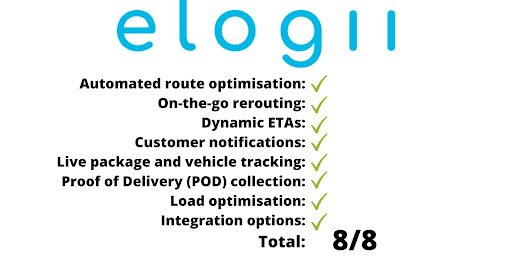 elogii
Automated route optimisation: ✓
On-the-go rerouting: ✓
Dynamic ETAs: ✓
Customer notifications: ✓
Live package and vehicle tracking: ✓
Proof of Delivery (POD) collection: ✓
Load optimisation: ✓
Integration options: ✓
Total: 8/8